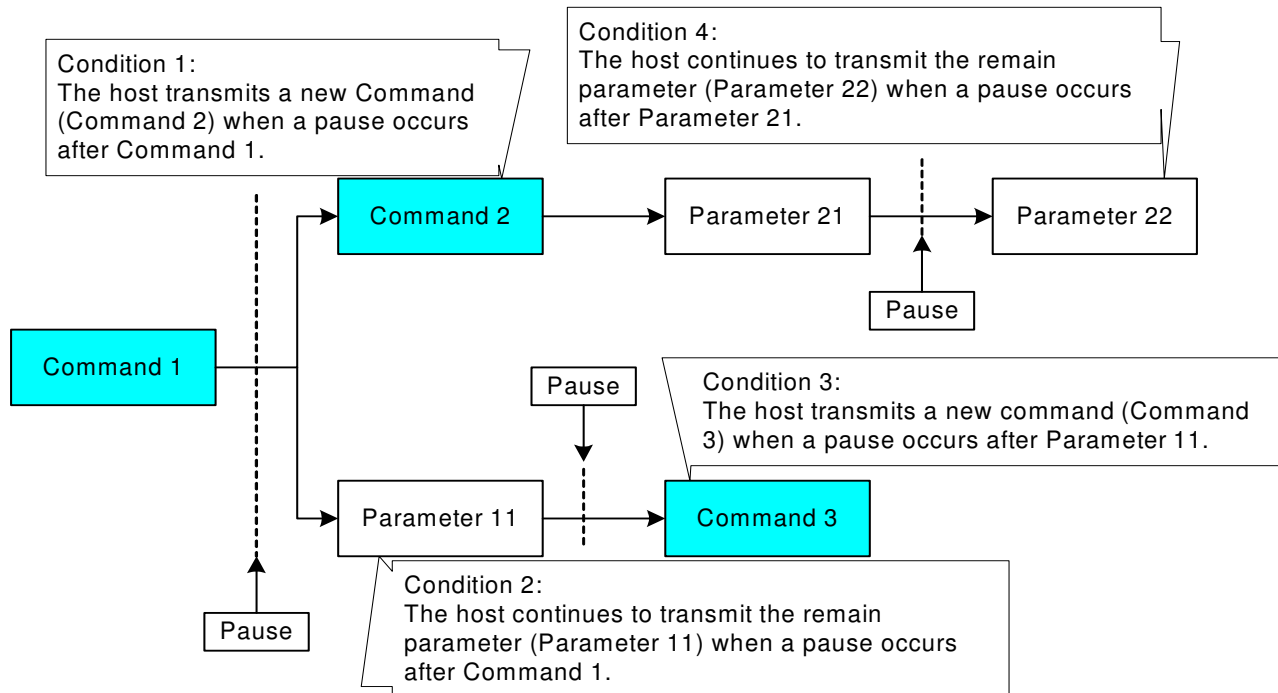 Condition 1:
The host transmits a new Command
(Command 2) when a pause occurs
after Command 1.
Condition 4:
The host continues to transmit the remain
parameter (Parameter 22) when a pause occurs
after Parameter 21.
Command 2
Parameter 21
Parameter 22
Pause
Command 1
Pause
Condition 3:
The host transmits a new command (Command
3) when a pause occurs after Parameter 11.
Parameter 11
Command 3
Condition 2:
The host continues to transmit the remain
parameter (Parameter 11) when a pause occurs
after Command 1.
Pause